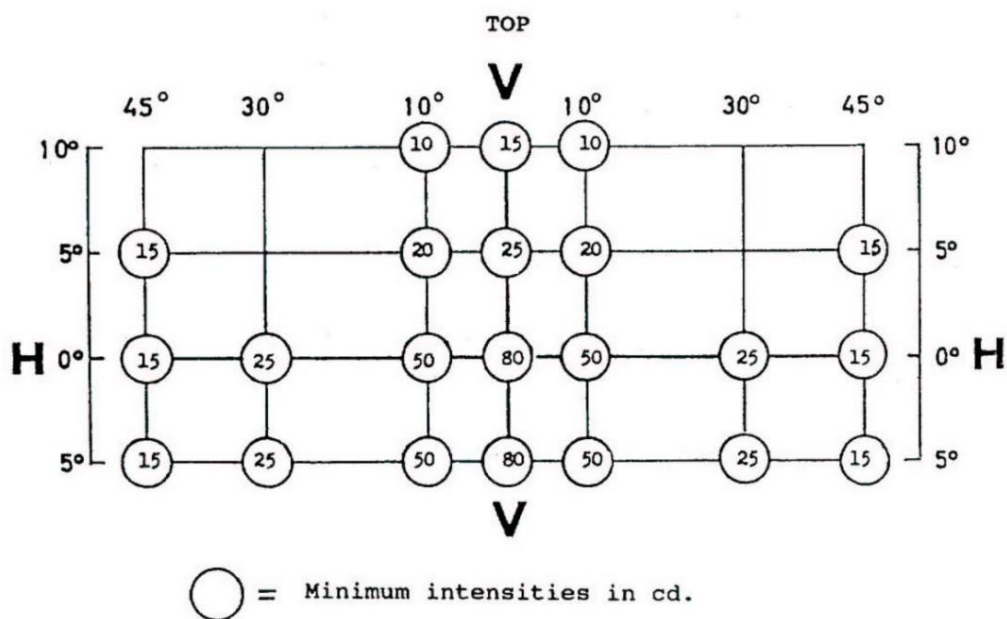 TOP
V
45° 30° 10° 10° 30° 45°
10° 10 15 10 10°
5° 15 20 25 20 15 5°
H 0° 15 25 50 80 50 25 15 0° H
5° 15 25 50 80 50 25 15 5°
V
= Minimum intensities in cd.